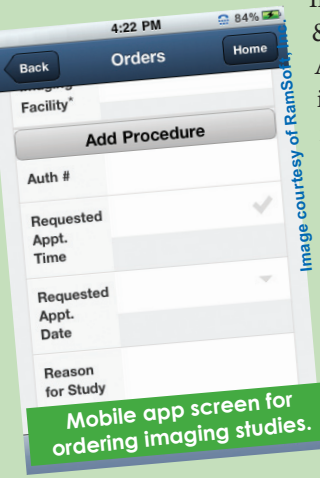 4:22 PM 84%
Back Orders Home
Facility*
Add Procedure
Auth #
Requested
Appt.
Time
Requested
Appt.
Date
Reason
for Study
Mobile app screen for
ordering imaging studies.
Image courtesy of RamSoft, Inc.